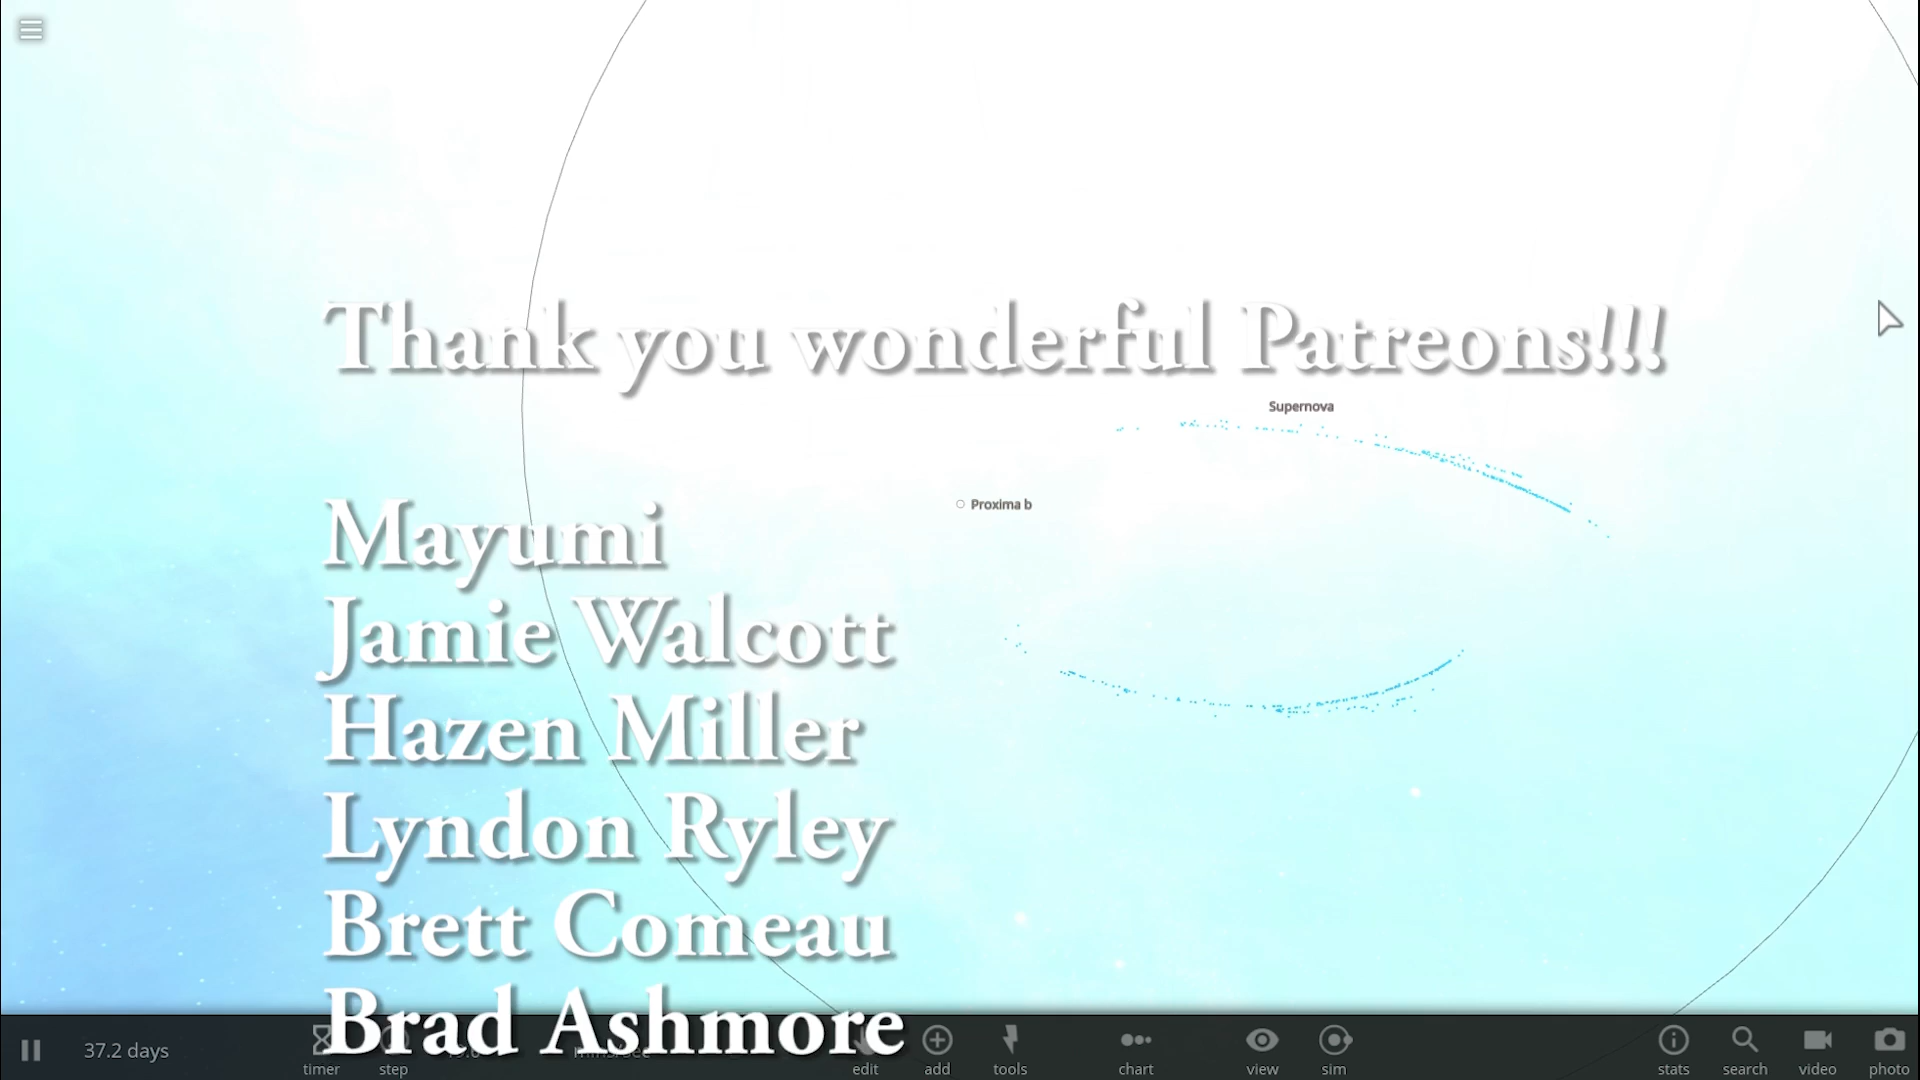 Thank you wonderful Patreons!!!
Supernova
Proxima b
Mayumi
Jamie Walcott
Hazen Miller
Lyndon Ryley
Brett Comeau
Brad Ashmore
37.2 days
timer
step
edit
add
tools
chart
view
sim
stats
search
video
photo